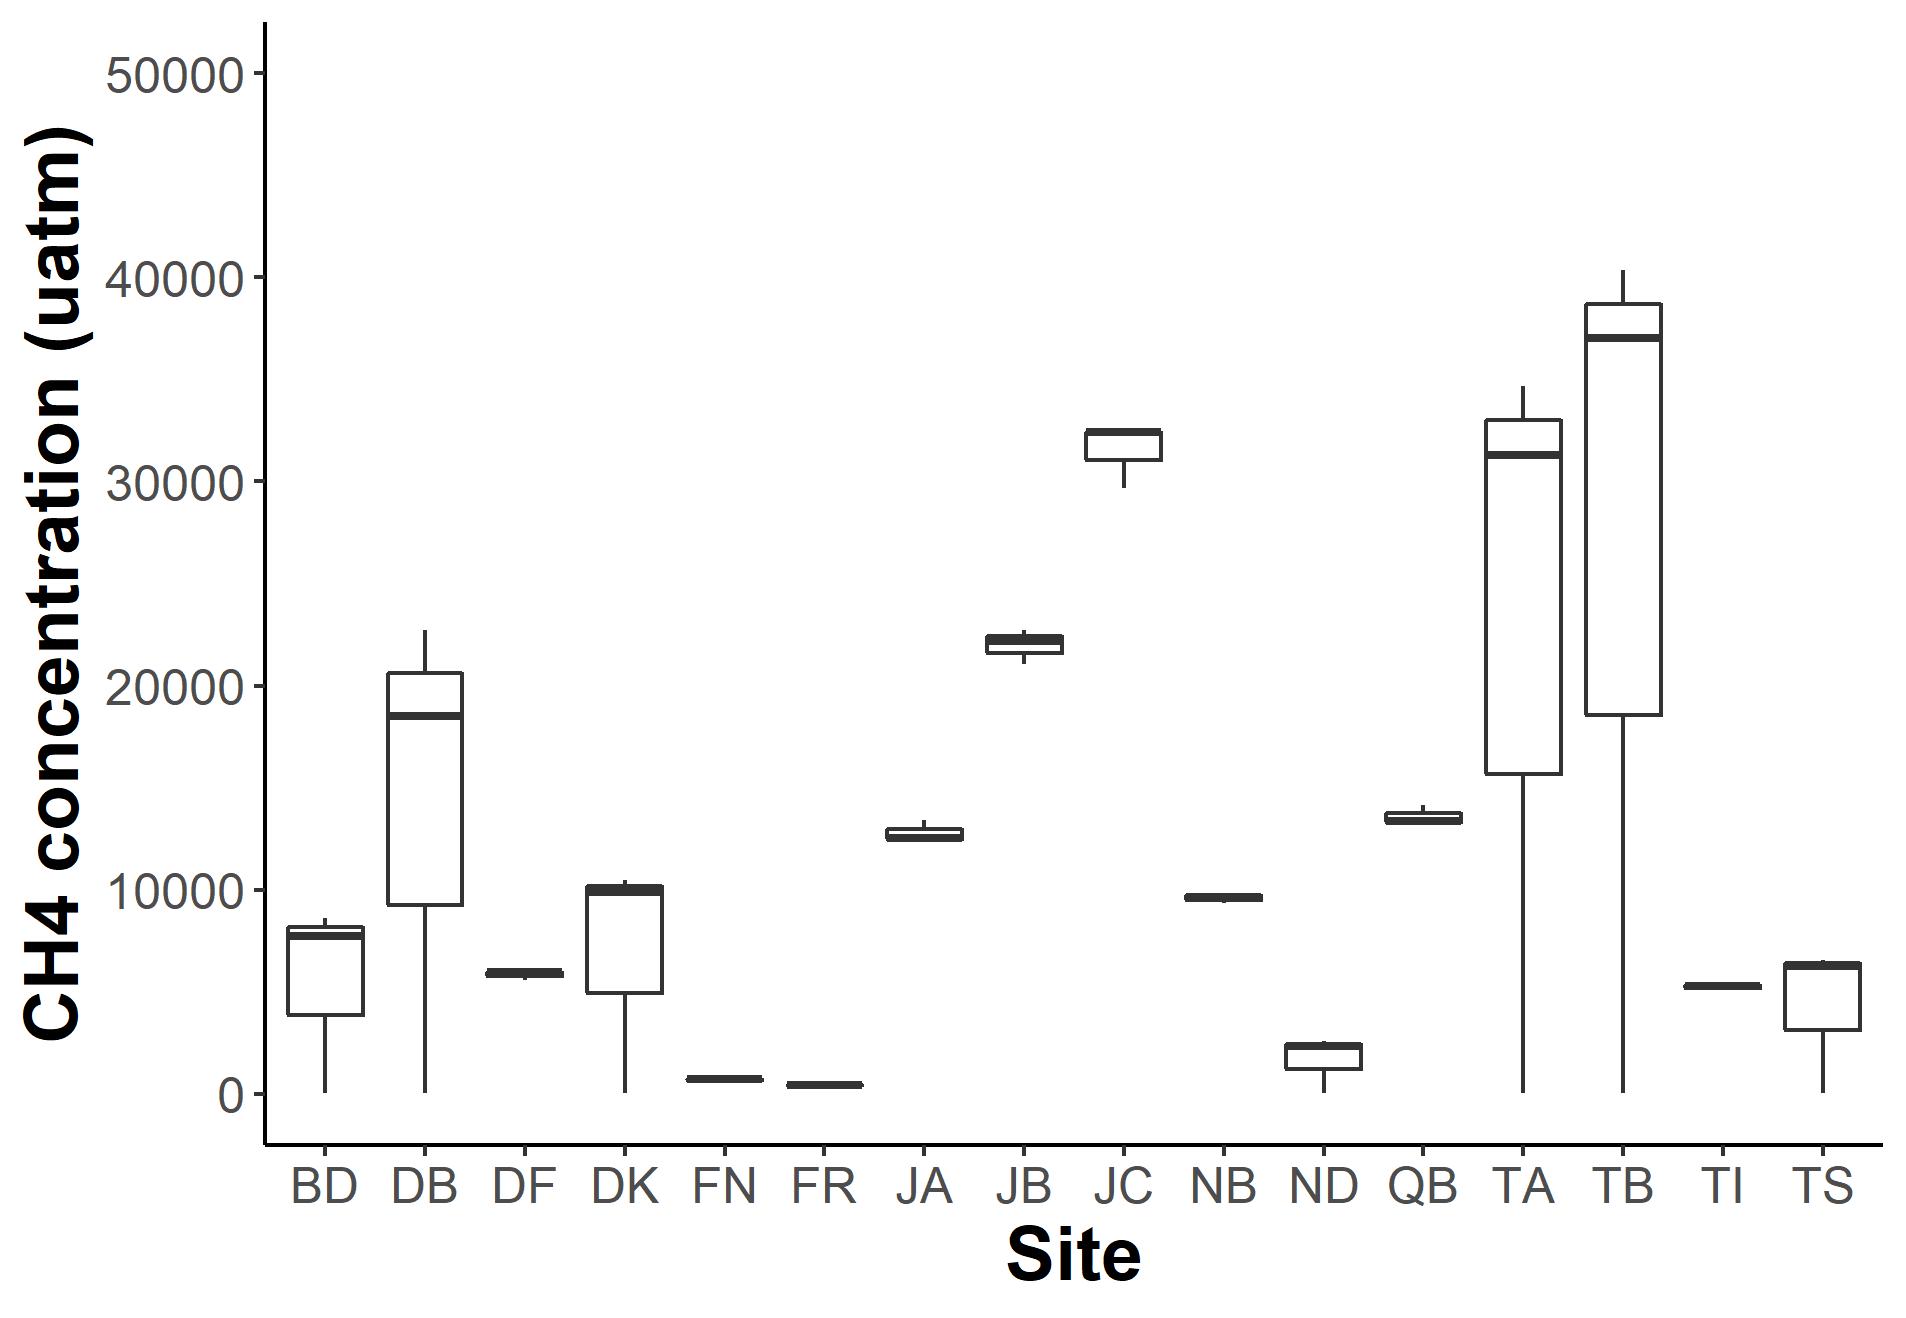 CH4 concentration (uatm)
50000
40000
30000
20000
10000
0
BD DB DF DK FN FR JA JB JC NB ND QB TA TB TI TS
Site